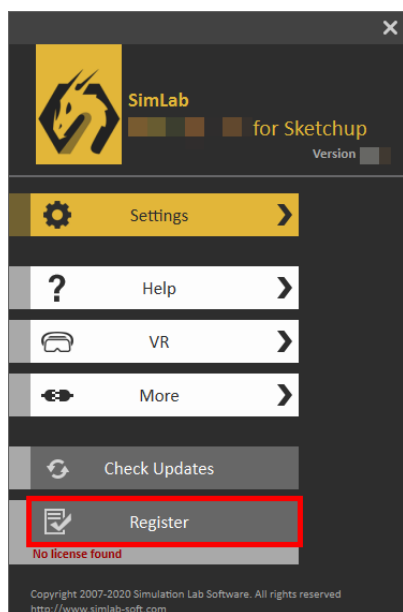 SimLab
for Sketchup
Version
Settings
? Help
VR
More
Check Updates
Register
No license found
Copyright 2007-2020 Simulation Lab Software. All rights reserved
http://www.simlab-soft.com